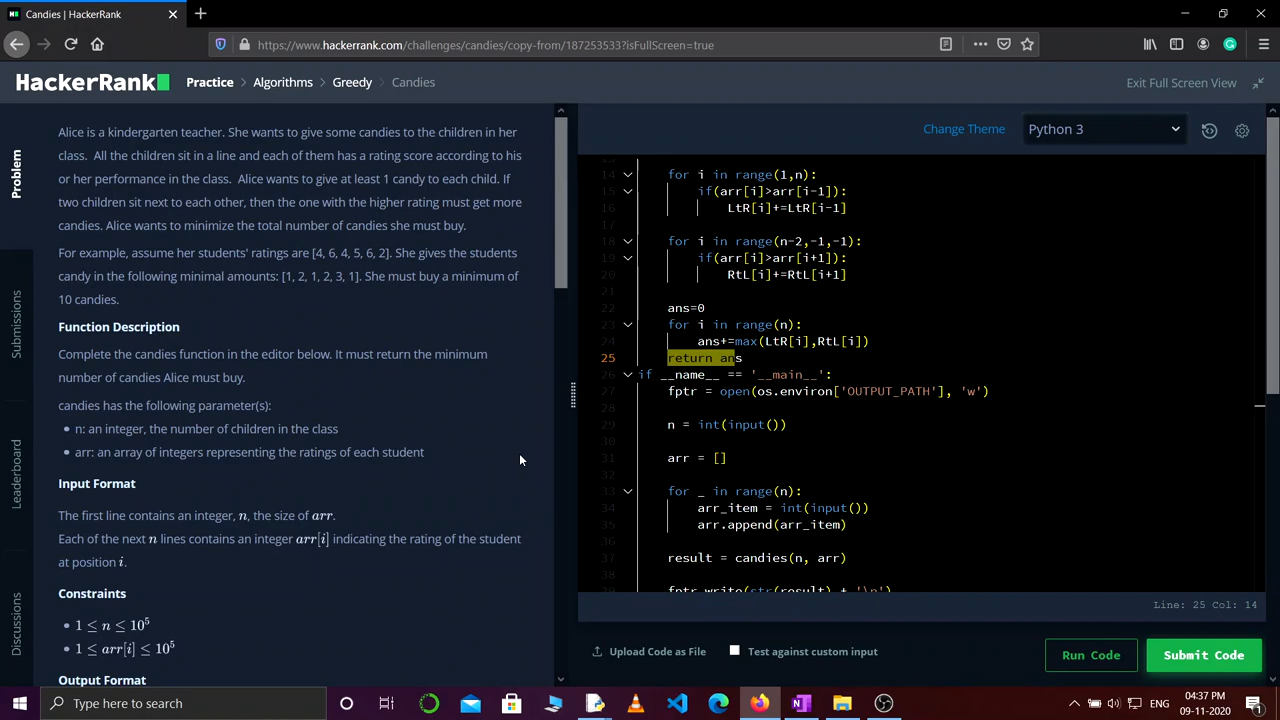 Candies | HackerRank
https://www.hackerrank.com/challenges/candies/copy-from/187253533?isFullScreen=true
HackerRank
Practice > Algorithms > Greedy > Candies
Exit Full Screen View
Problem
Submissions
Leaderboard
Discussions
Alice is a kindergarten teacher. She wants to give some candies to the children in her
class. All the children sit in a line and each of them has a rating score according to his
or her performance in the class. Alice wants to give at least 1 candy to each child. If
two children sit next to each other, then the one with the higher rating must get more
candies. Alice wants to minimize the total number of candies she must buy.
For example, assume her students' ratings are [4, 6, 4, 5, 6, 2]. She gives the students
candy in the following minimal amounts: [1, 2, 1, 2, 3, 1]. She must buy a minimum of
10 candies.
Function Description
Complete the candies function in the editor below. It must return the minimum
number of candies Alice must buy.
candies has the following parameter(s):
• n: an integer, the number of children in the class
• arr: an array of integers representing the ratings of each student
Input Format
The first line contains an integer, n, the size of arr.
Each of the next n lines contains an integer arr[i] indicating the rating of the student
at position i.
Constraints
• 1 ≤ n ≤ 10⁵
• 1 ≤ arr[i] ≤ 10⁵
Output Format
Change Theme
Python 3
14 for i in range(1,n):
15 if(arr[i]>arr[i-1]):
16 LtR[i]+=LtR[i-1]
17
18 for i in range(n-2,-1,-1):
19 if(arr[i]>arr[i+1]):
20 RtL[i]+=RtL[i+1]
21
22 ans=0
23 for i in range(n):
24 ans+=max(LtR[i],RtL[i])
25 return ans
26 if __name__ == '__main__':
27 fptr = open(os.environ['OUTPUT_PATH'], 'w')
28
29 n = int(input())
30
31 arr = []
32
33 for _ in range(n):
34 arr_item = int(input())
35 arr.append(arr_item)
36
37 result = candies(n, arr)
38
fptr.write(str(result) + '\n')
Line: 25 Col: 14
Upload Code as File
Test against custom input
Run Code
Submit Code
Type here to search
ENG
04:37 PM
09-11-2020
1